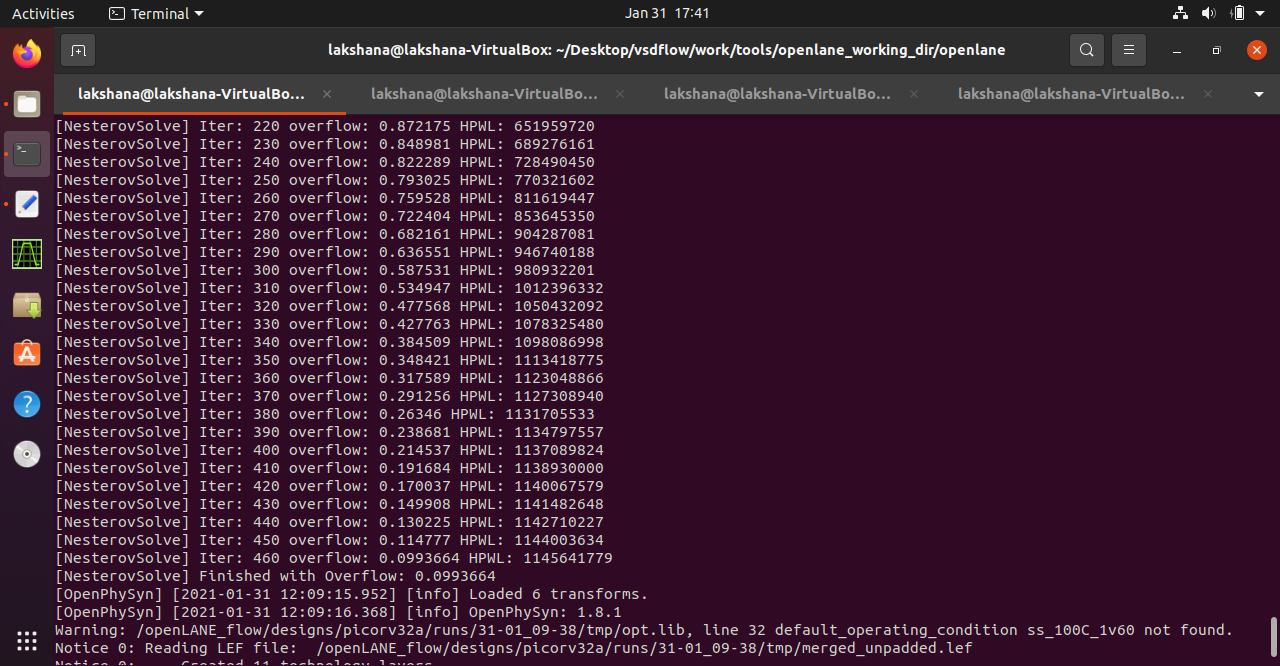 Activities
Terminal
Jan 31 17:41
lakshana@lakshana-VirtualBox: ~/Desktop/vsdflow/work/tools/openlane_working_dir/openlane
lakshana@lakshana-VirtualBo...
lakshana@lakshana-VirtualBo...
lakshana@lakshana-VirtualBo...
lakshana@lakshana-VirtualBo...
[NesterovSolve] Iter: 220 overflow: 0.872175 HPWL: 651959720
[NesterovSolve] Iter: 230 overflow: 0.848981 HPWL: 689276161
[NesterovSolve] Iter: 240 overflow: 0.822289 HPWL: 728490450
[NesterovSolve] Iter: 250 overflow: 0.793025 HPWL: 770321602
[NesterovSolve] Iter: 260 overflow: 0.759528 HPWL: 811619447
[NesterovSolve] Iter: 270 overflow: 0.722404 HPWL: 853645350
[NesterovSolve] Iter: 280 overflow: 0.682161 HPWL: 904287081
[NesterovSolve] Iter: 290 overflow: 0.636551 HPWL: 946740188
[NesterovSolve] Iter: 300 overflow: 0.587531 HPWL: 980932201
[NesterovSolve] Iter: 310 overflow: 0.534947 HPWL: 1012396332
[NesterovSolve] Iter: 320 overflow: 0.477568 HPWL: 1050432092
[NesterovSolve] Iter: 330 overflow: 0.427763 HPWL: 1078325480
[NesterovSolve] Iter: 340 overflow: 0.384509 HPWL: 1098086998
[NesterovSolve] Iter: 350 overflow: 0.348421 HPWL: 1113418775
[NesterovSolve] Iter: 360 overflow: 0.317589 HPWL: 1123048866
[NesterovSolve] Iter: 370 overflow: 0.291256 HPWL: 1127308940
[NesterovSolve] Iter: 380 overflow: 0.26346 HPWL: 1131705533
[NesterovSolve] Iter: 390 overflow: 0.238681 HPWL: 1134797557
[NesterovSolve] Iter: 400 overflow: 0.214537 HPWL: 1137089824
[NesterovSolve] Iter: 410 overflow: 0.191684 HPWL: 1138930000
[NesterovSolve] Iter: 420 overflow: 0.170037 HPWL: 1140067579
[NesterovSolve] Iter: 430 overflow: 0.149908 HPWL: 1141482648
[NesterovSolve] Iter: 440 overflow: 0.130225 HPWL: 1142710227
[NesterovSolve] Iter: 450 overflow: 0.114777 HPWL: 1144003634
[NesterovSolve] Iter: 460 overflow: 0.0993664 HPWL: 1145641779
[NesterovSolve] Finished with Overflow: 0.0993664
[OpenPhySyn] [2021-01-31 12:09:15.952] [info] Loaded 6 transforms.
[OpenPhySyn] [2021-01-31 12:09:16.368] [info] OpenPhySyn: 1.8.1
Warning: /openLANE_flow/designs/picorv32a/runs/31-01_09-38/tmp/opt.lib, line 32 default_operating_condition ss_100C_1v60 not found.
Notice 0: Reading LEF file:  /openLANE_flow/designs/picorv32a/runs/31-01_09-38/tmp/merged_unpadded.lef
Notice 0:     Created 11 technology layers